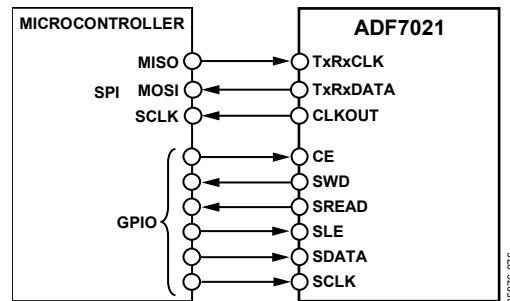 MICROCONTROLLER
ADF7021
MISO TxRxCLK
SPI MOSI TxRxDATA
SCLK CLKOUT
CE
SWD
SREAD
GPIO
SLE
SDATA
SCLK